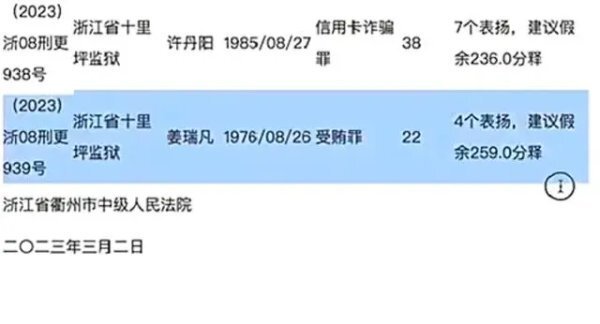 （2023） 浙江省十里 信用卡诈骗 7个表扬，建议假
浙08刑更 坪监狱 许丹阳 1985/08/27 罪 38 余236.0分释
938号
（2023） 浙江省十里 4个表扬，建议假
浙08刑更 坪监狱 姜瑞凡 1976/08/26 受贿罪 22 余259.0分释
939号
浙江省衢州市中级人民法院
二〇二三年三月二日